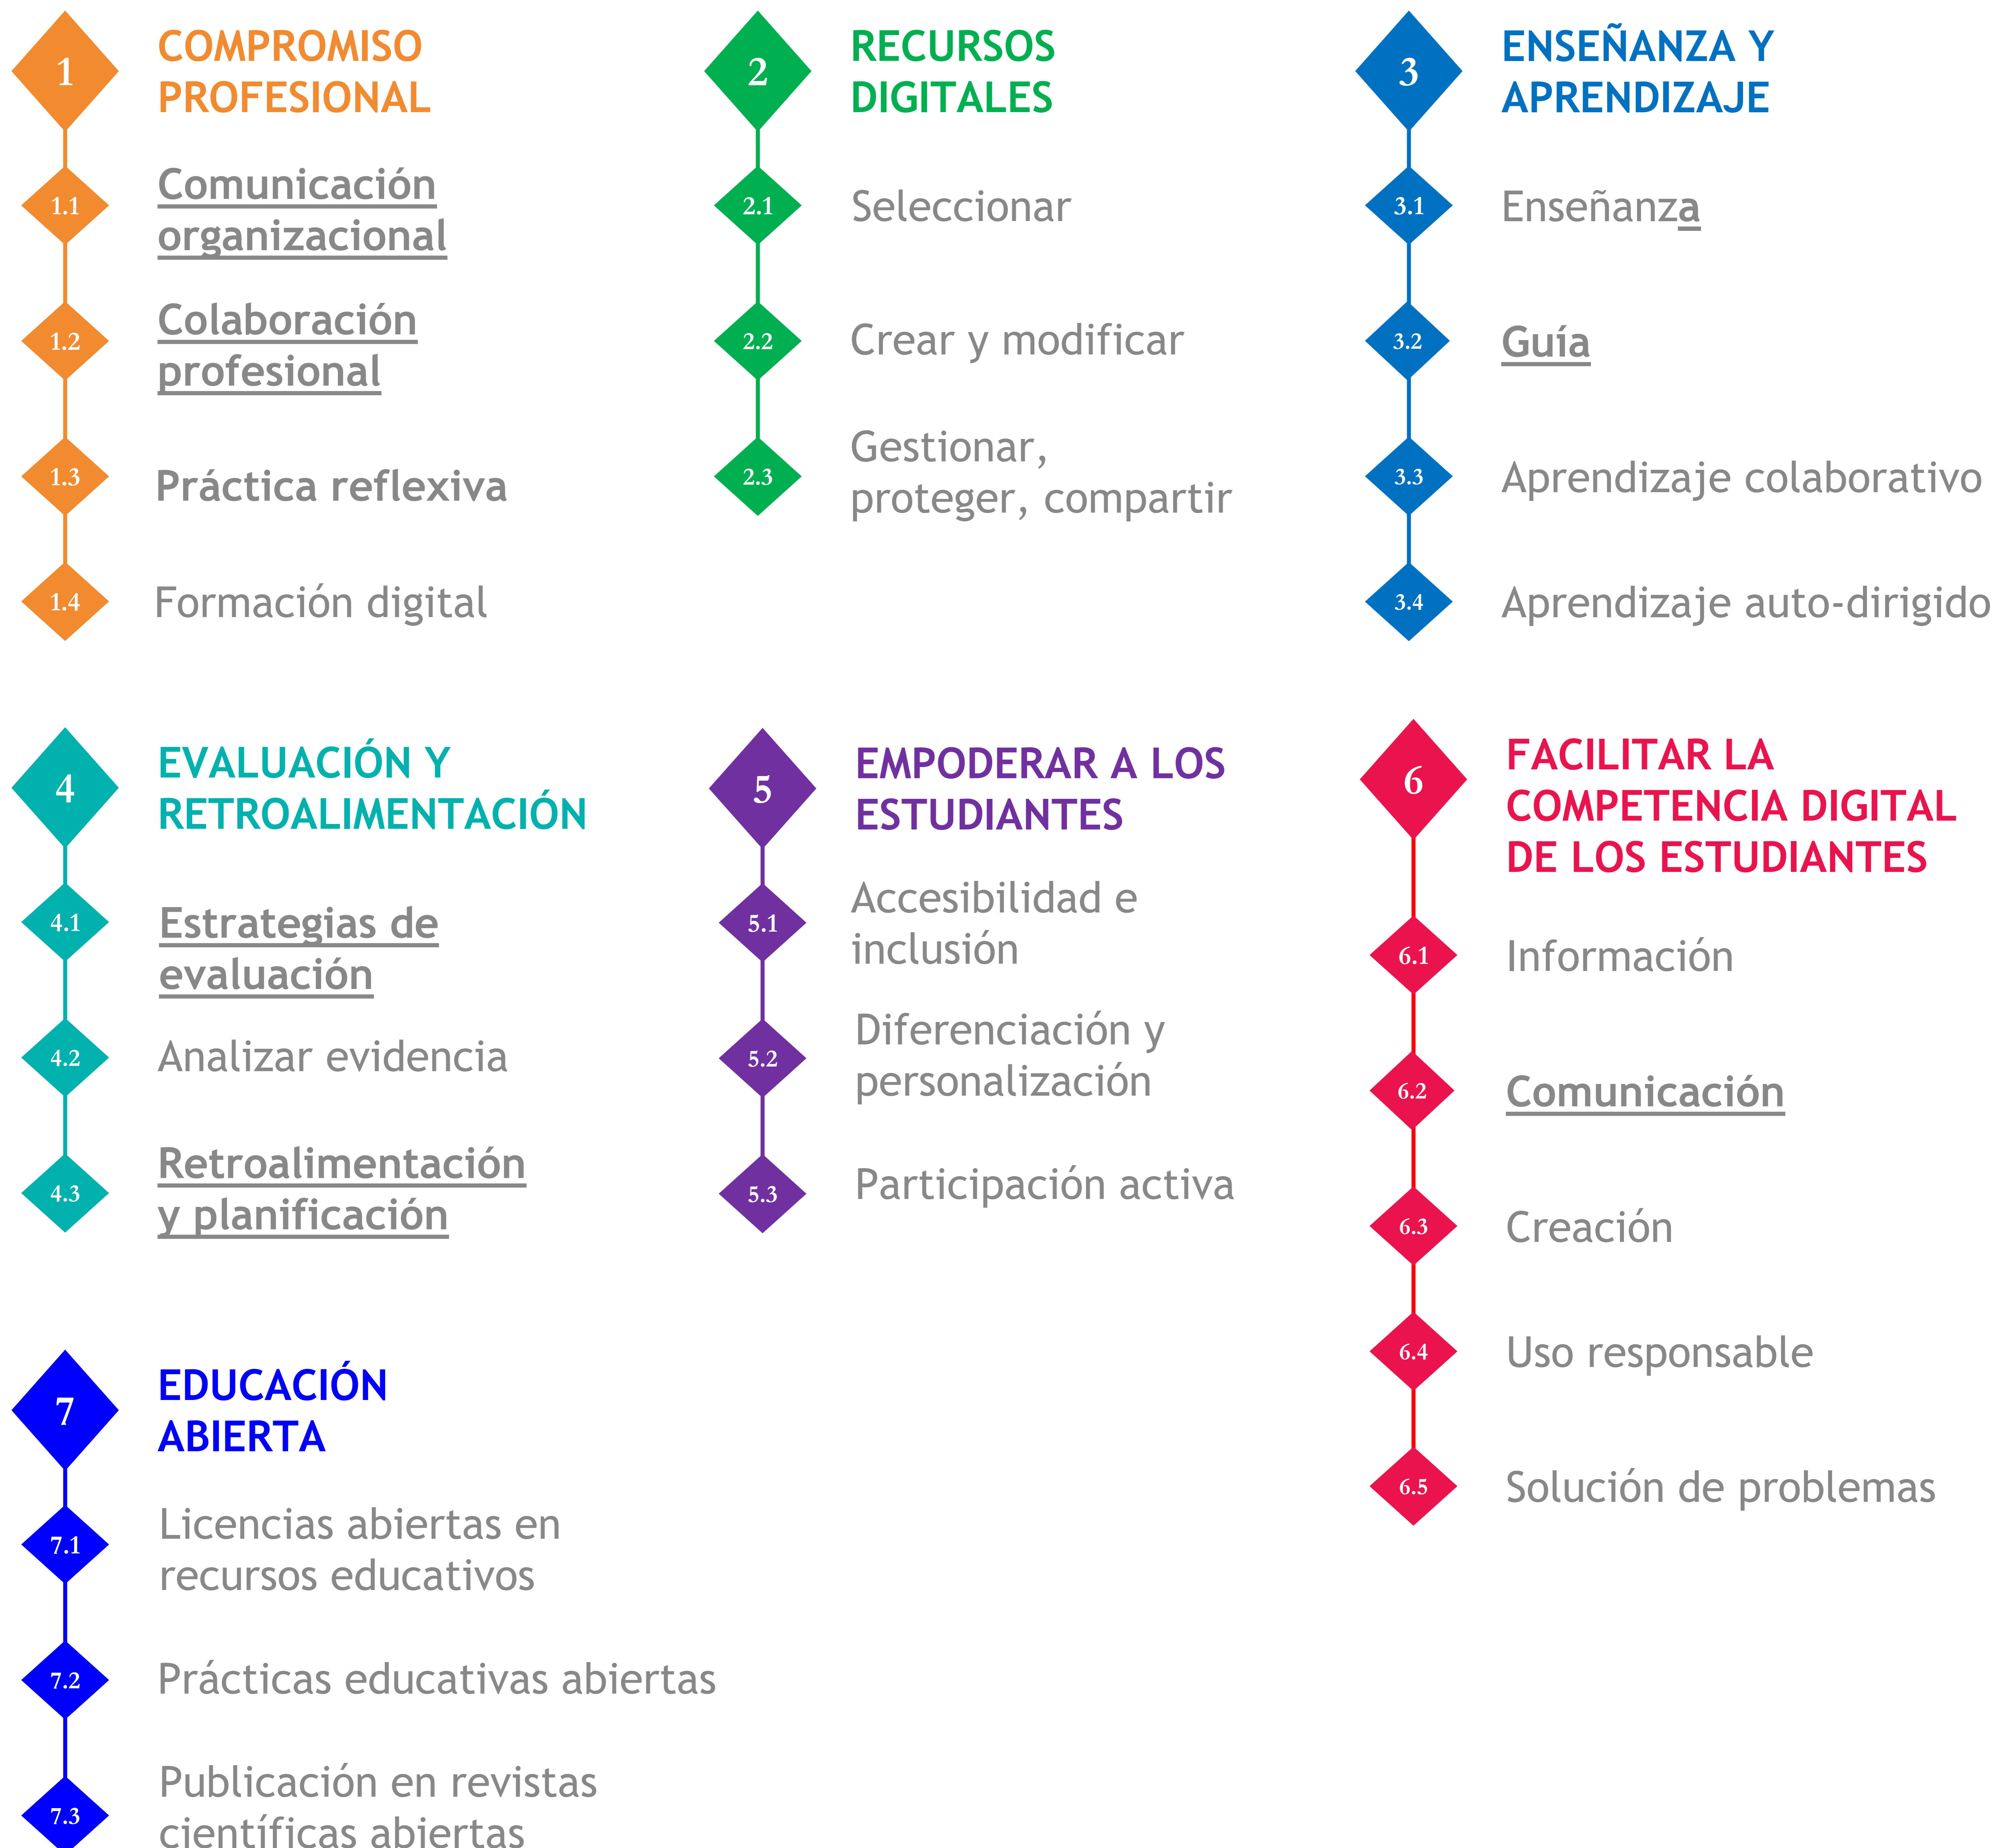 1
COMPROMISO
PROFESIONAL
1.1
Comunicación
organizacional
1.2
Colaboración
profesional
1.3
Práctica reflexiva
1.4
Formación digital
2
RECURSOS
DIGITALES
2.1
Seleccionar
2.2
Crear y modificar
2.3
Gestionar,
proteger, compartir
3
ENSEÑANZA Y
APRENDIZAJE
3.1
Enseñanza
3.2
Guía
3.3
Aprendizaje colaborativo
3.4
Aprendizaje auto-dirigido
4
EVALUACIÓN Y
RETROALIMENTACIÓN
4.1
Estrategias de
evaluación
4.2
Analizar evidencia
4.3
Retroalimentación
y planificación
5
EMPODERAR A LOS
ESTUDIANTES
5.1
Accesibilidad e
inclusión
5.2
Diferenciación y
personalización
5.3
Participación activa
6
FACILITAR LA
COMPETENCIA DIGITAL
DE LOS ESTUDIANTES
6.1
Información
6.2
Comunicación
6.3
Creación
6.4
Uso responsable
6.5
Solución de problemas
7
EDUCACIÓN
ABIERTA
7.1
Licencias abiertas en
recursos educativos
7.2
Prácticas educativas abiertas
7.3
Publicación en revistas
científicas abiertas